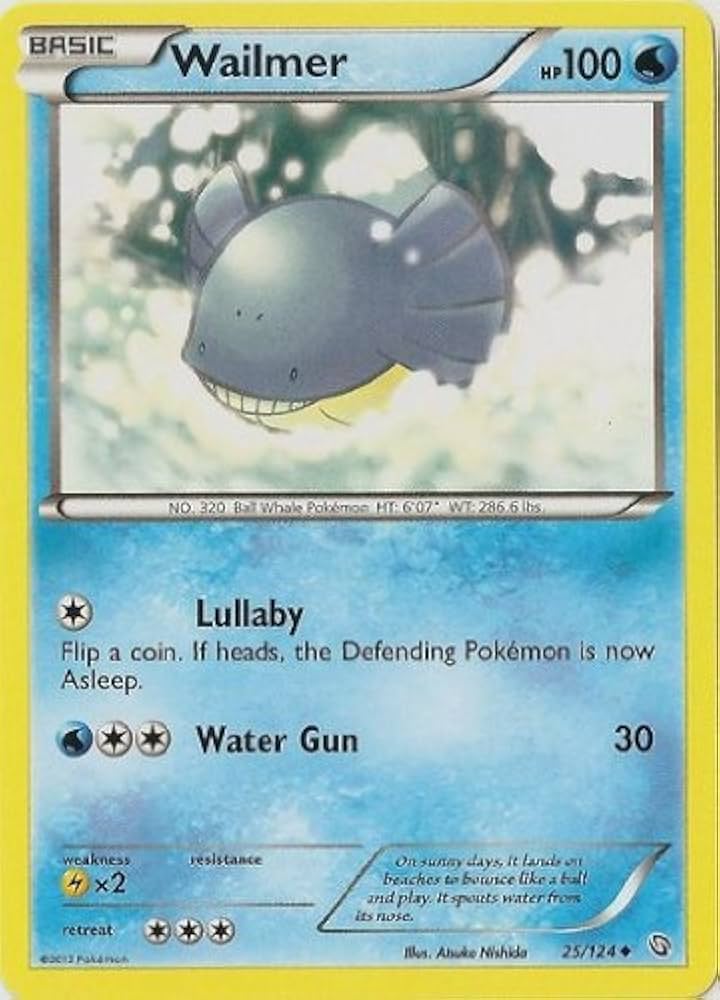 BASIC
Wailmer
HP100
NO. 320 Ball Whale Pokémon HT: 6'07" WT: 286.6 lbs.
Lullaby
Flip a coin. If heads, the Defending Pokémon is now
Asleep.
Water Gun 30
weakness resistance
×2
On sunny days, it lands on
beaches to bounce like a ball
and play. It spouts water from
its nose.
retreat
©2012 Pokémon
Illus. Atsuko Nishida
25/124